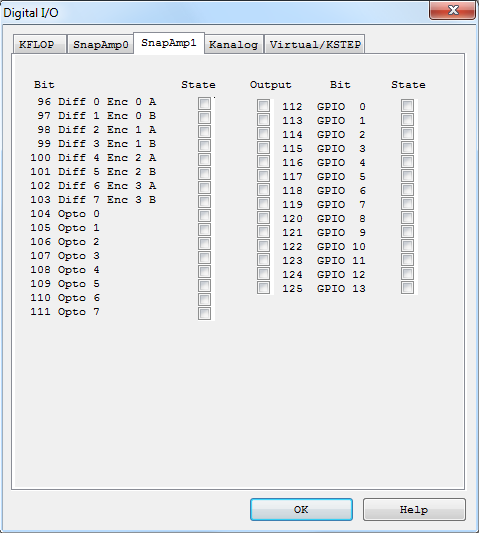 Digital I/O
KFLOP SnapAmp0 SnapAmp1 Kanalog Virtual/KSTEP
Bit State Output Bit State
96 Diff 0 Enc 0 A
97 Diff 1 Enc 0 B
98 Diff 2 Enc 1 A
99 Diff 3 Enc 1 B
100 Diff 4 Enc 2 A
101 Diff 5 Enc 2 B
102 Diff 6 Enc 3 A
103 Diff 7 Enc 3 B
104 Opto 0
105 Opto 1
106 Opto 2
107 Opto 3
108 Opto 4
109 Opto 5
110 Opto 6
111 Opto 7
112 GPIO 0
113 GPIO 1
114 GPIO 2
115 GPIO 3
116 GPIO 4
117 GPIO 5
118 GPIO 6
119 GPIO 7
120 GPIO 8
121 GPIO 9
122 GPIO 10
123 GPIO 11
124 GPIO 12
125 GPIO 13
OK Help